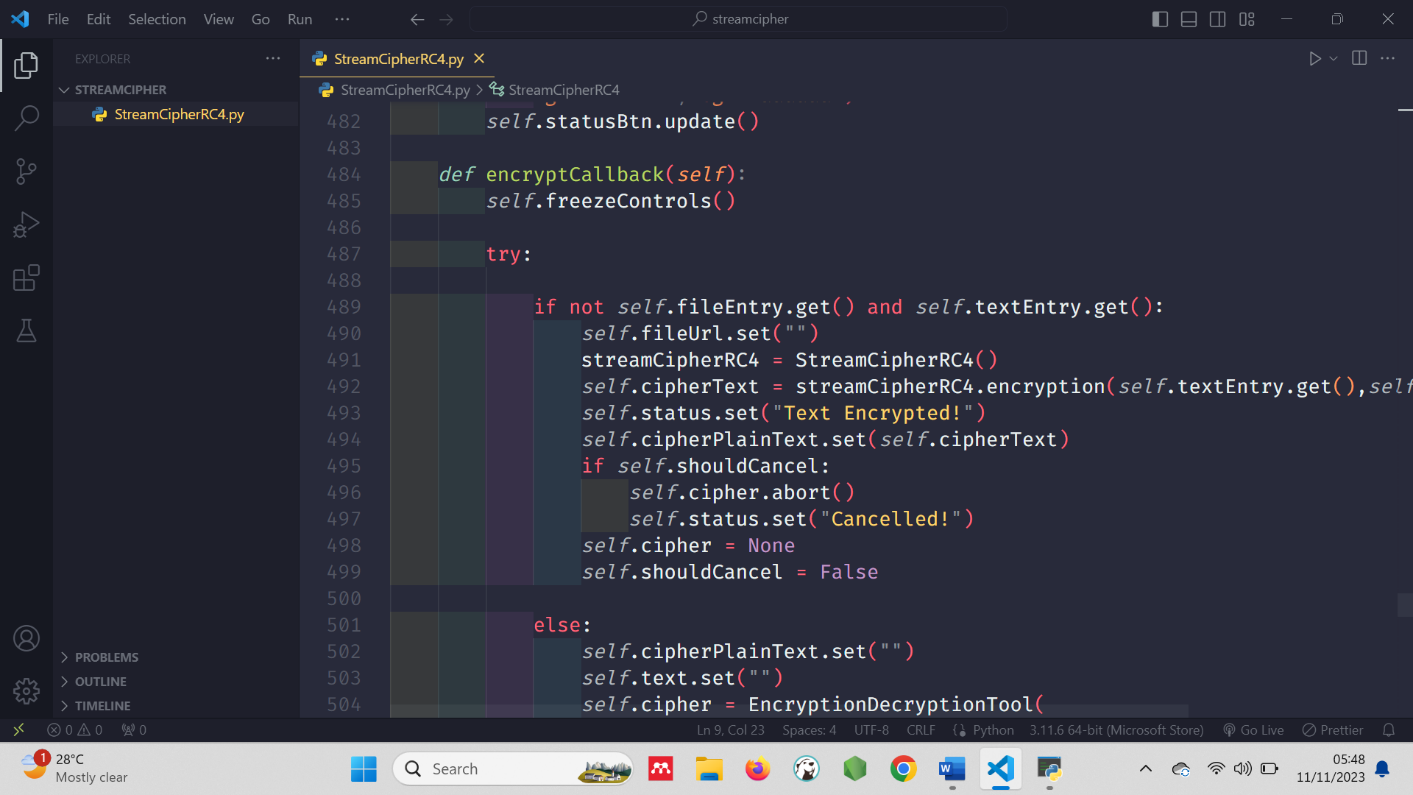 File Edit Selection View Go Run ··· streamcipher
EXPLORER ···
STREAMCIPHER
StreamCipherRC4.py
PROBLEMS
OUTLINE
TIMELINE
StreamCipherRC4.py
StreamCipherRC4.py > StreamCipherRC4
482 self.statusBtn.update()
483
484 def encryptCallback(self):
485 self.freezeControls()
486
487 try:
488
489 if not self.fileEntry.get() and self.textEntry.get():
490 self.fileUrl.set("")
491 streamCipherRC4 = StreamCipherRC4()
492 self.cipherText = streamCipherRC4.encryption(self.textEntry.get(),self
493 self.status.set("Text Encrypted!")
494 self.cipherPlainText.set(self.cipherText)
495 if self.shouldCancel:
496 self.cipher.abort()
497 self.status.set("Cancelled!")
498 self.cipher = None
499 self.shouldCancel = False
500
501 else:
502 self.cipherPlainText.set("")
503 self.text.set("")
504 self.cipher = EncryptionDecryptionTool(
0 0 0 Ln 9, Col 23 Spaces: 4 UTF-8 CRLF Python 3.11.6 64-bit (Microsoft Store) Go Live Prettier
1 28°C
Mostly clear
Search
05:48
11/11/2023